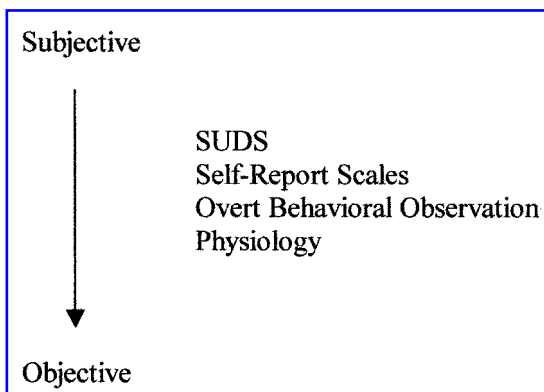 Subjective
SUDS
Self-Report Scales
Overt Behavioral Observation
Physiology
Objective